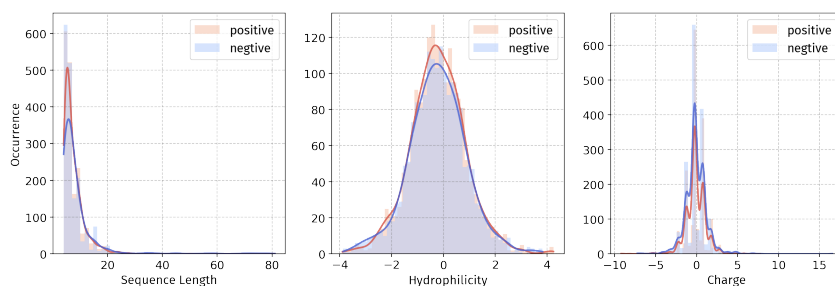 positive
negtive
positive
negtive
positive
negtive
Occurrence
600
500
400
300
200
100
0
120
100
80
60
40
20
0
600
500
400
300
200
100
0
0 20 40 60 80
−4 −2 0 2 4
−10 −5 0 5 10 15
Sequence Length
Hydrophilicity
Charge